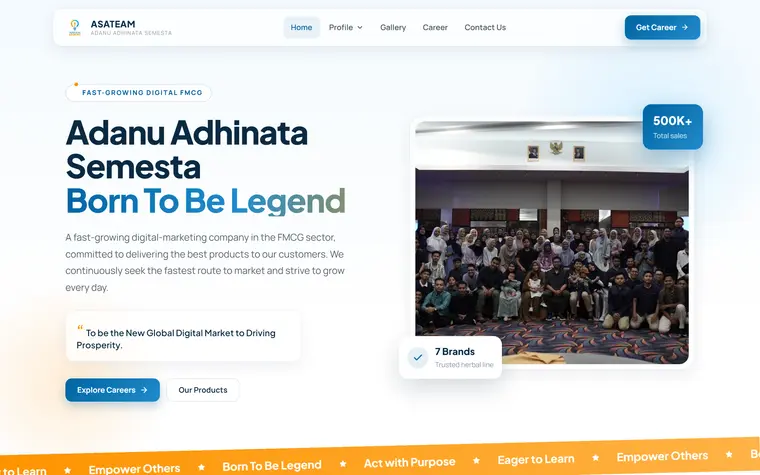 ASATEAM
ADANU ADHINATA SEMESTA
Home
Profile
Gallery
Career
Contact Us
Get Career
FAST-GROWING DIGITAL FMCG
500K+
Total sales
Adanu Adhinata
Semesta
Born To Be Legend
A fast-growing digital-marketing company in the FMCG sector,
committed to delivering the best products to our customers. We
continuously seek the fastest route to market and strive to grow
every day.
“ To be the New Global Digital Market to Driving
Prosperity.
7 Brands
Trusted herbal line
Explore Careers
Our Products
to Learn ★ Empower Others ★ Born To Be Legend ★ Act with Purpose ★ Eager to Learn ★ Empower Others ★